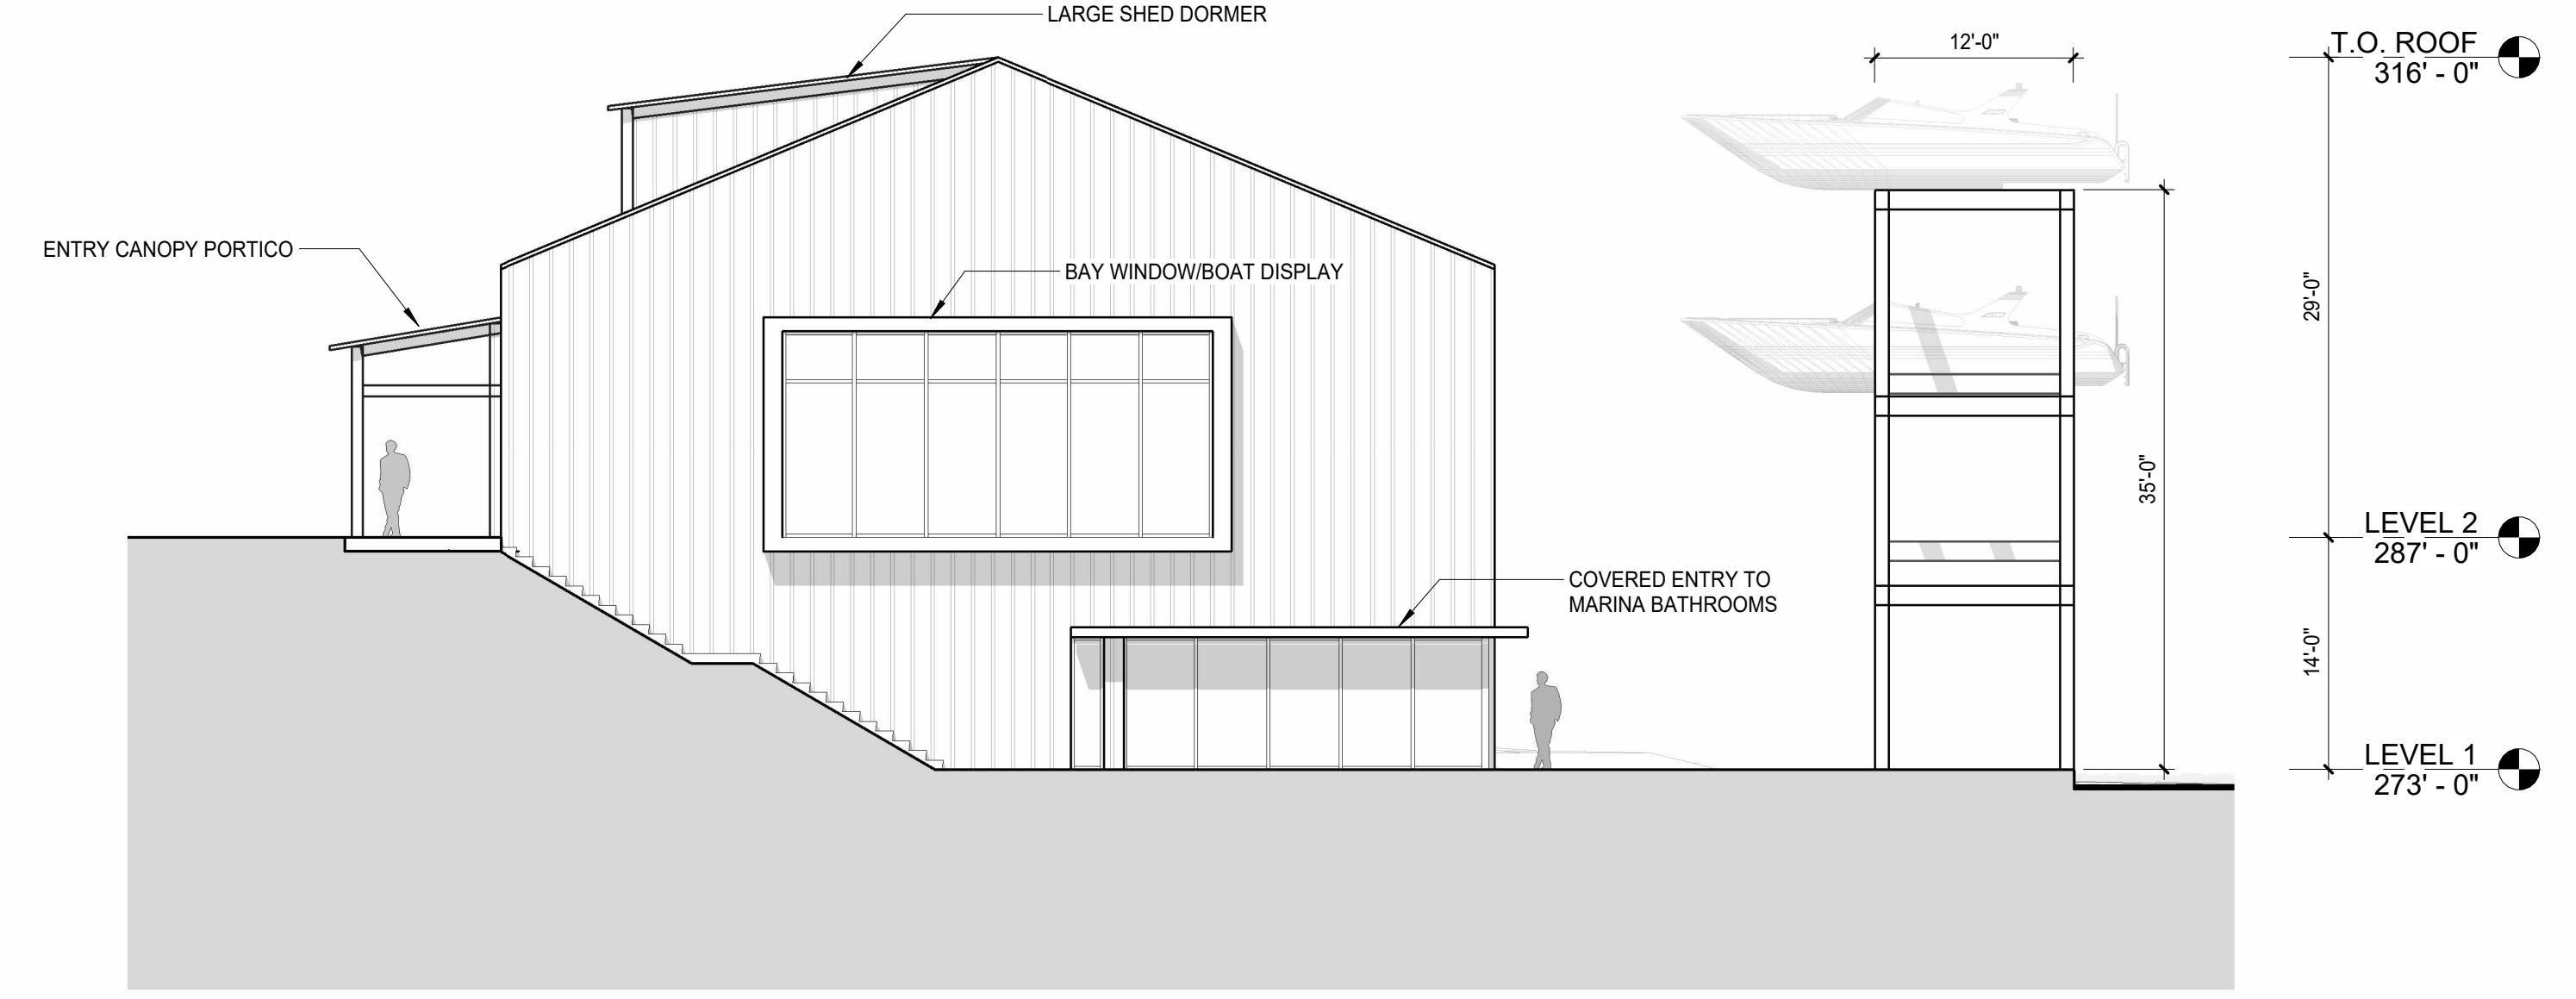 LARGE SHED DORMER
12'-0"
T.O. ROOF
316' - 0"
ENTRY CANOPY PORTICO
BAY WINDOW/BOAT DISPLAY
29'-0"
35'-0"
LEVEL 2
287' - 0"
COVERED ENTRY TO
MARINA BATHROOMS
14'-0"
LEVEL 1
273' - 0"